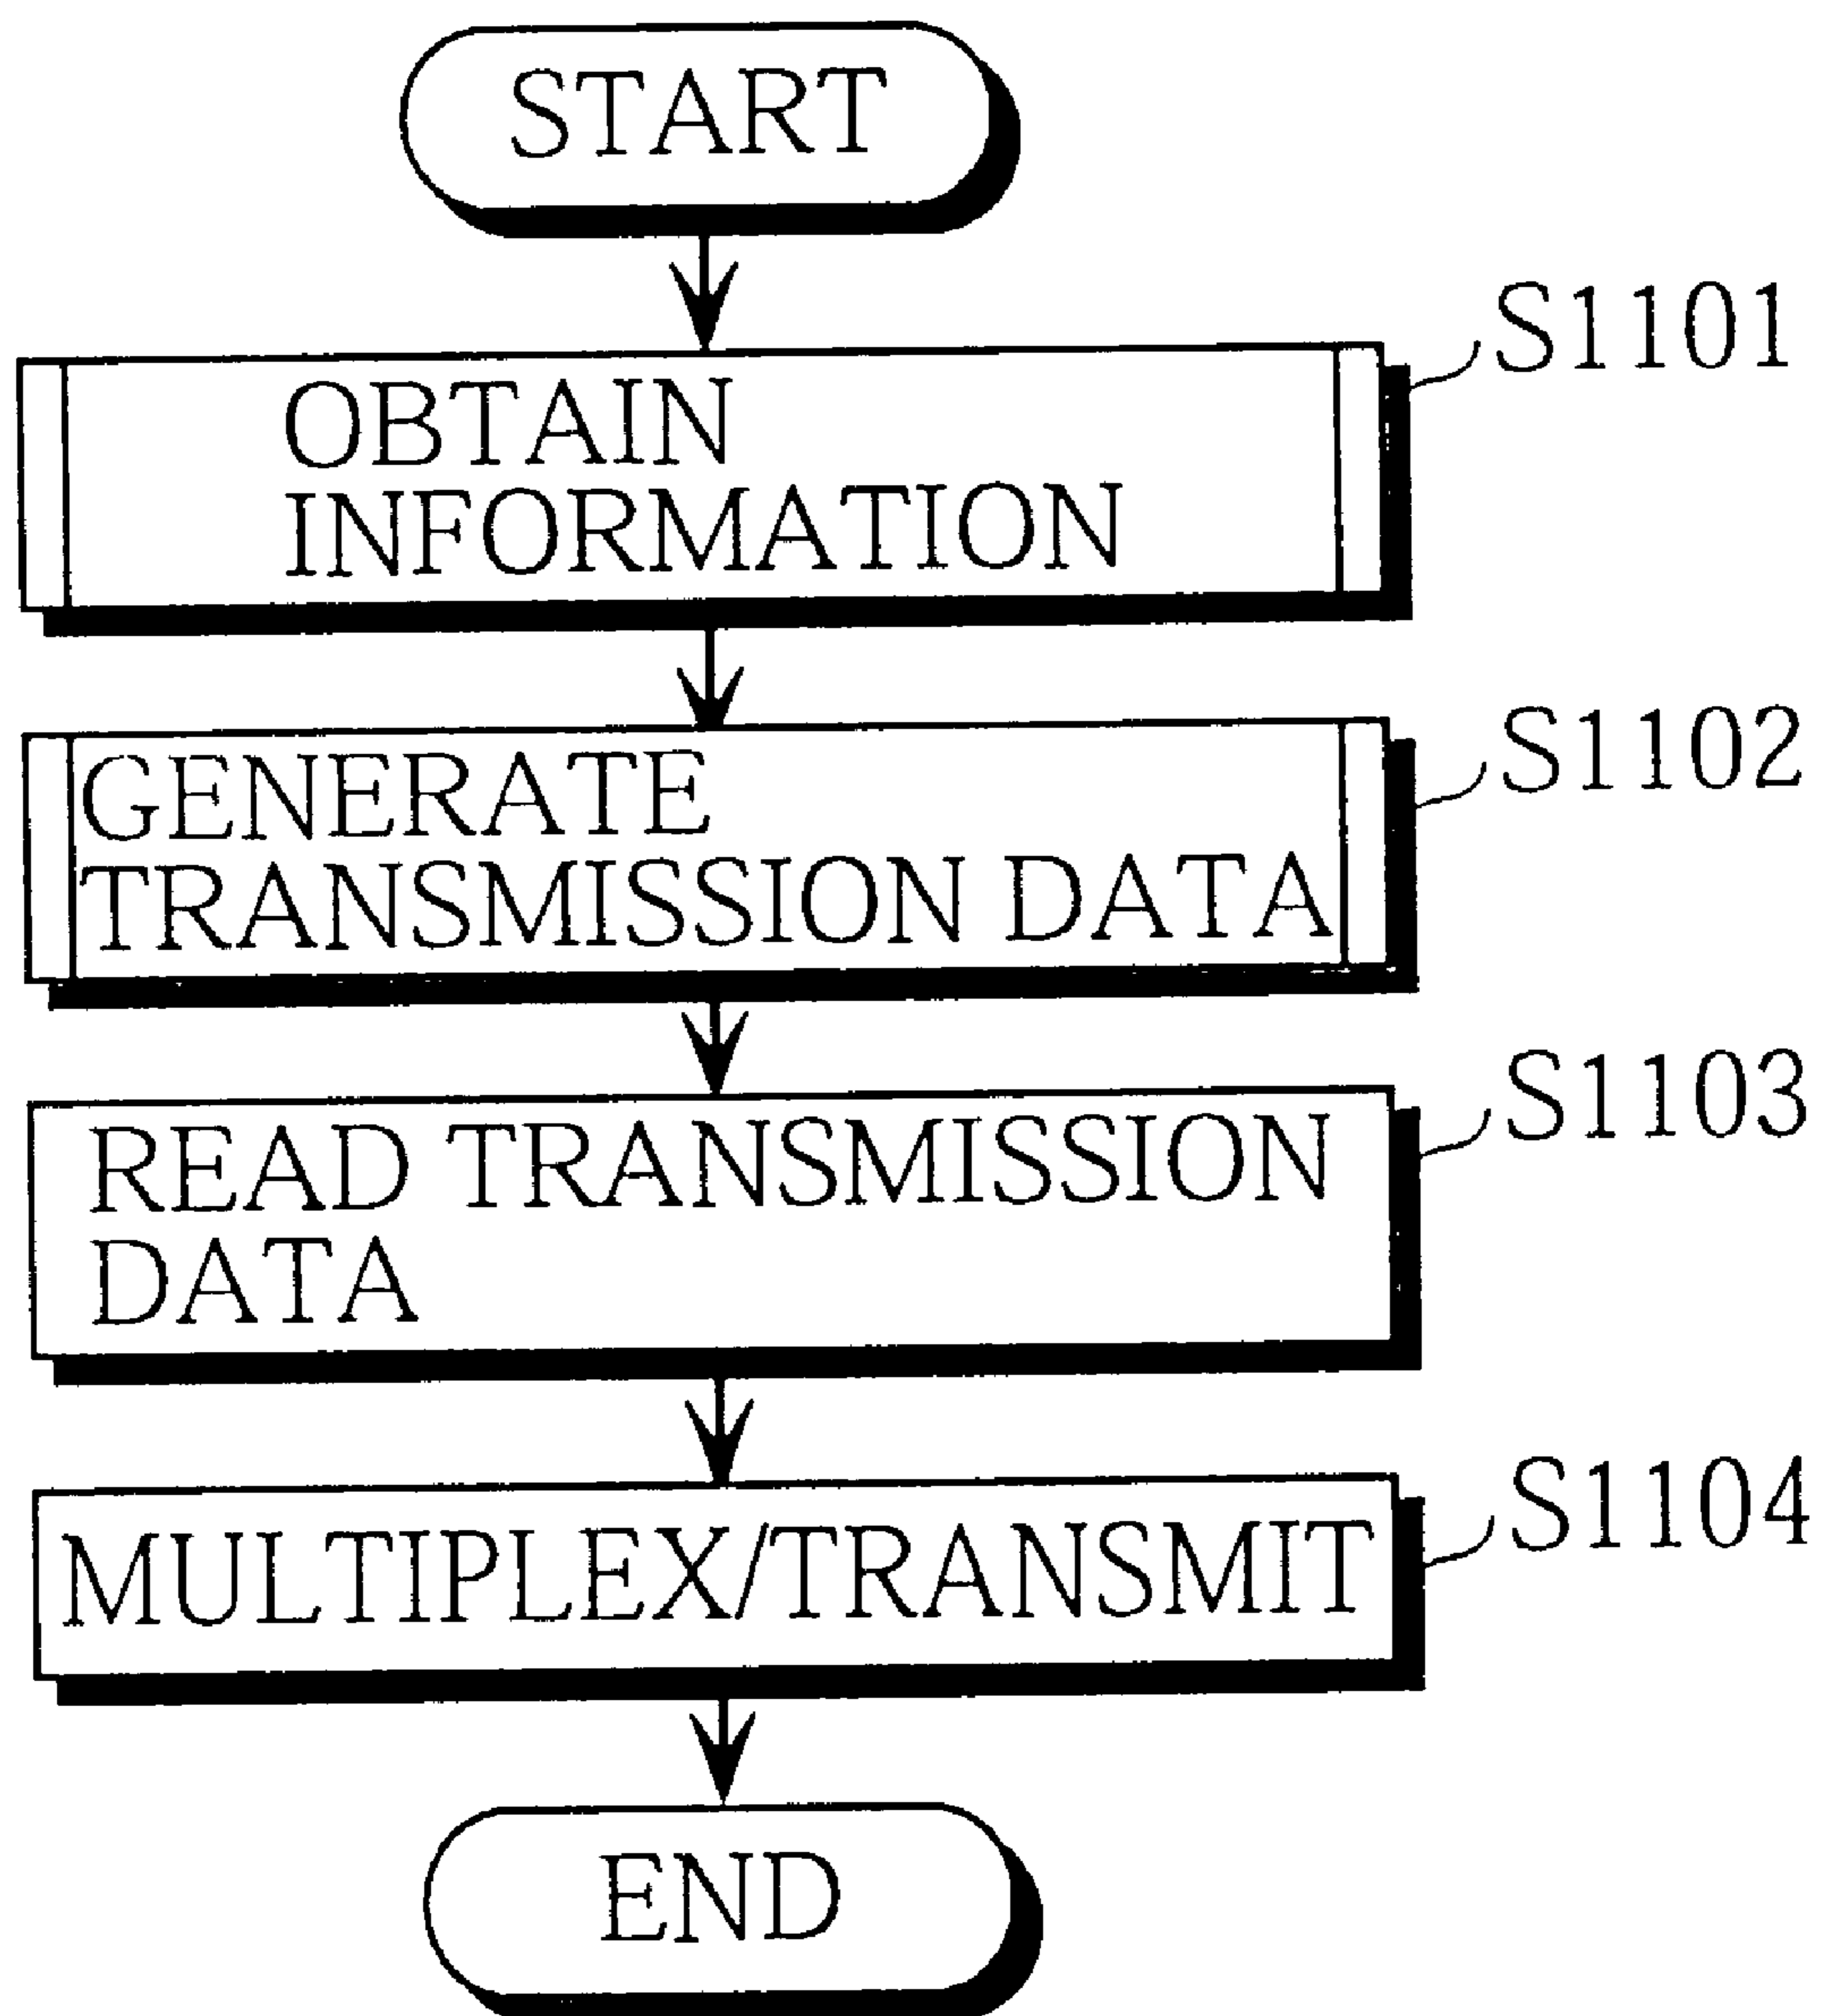 START
S1101
OBTAIN
INFORMATION
S1102
GENERATE
TRANSMISSION DATA
S1103
READ TRANSMISSION
DATA
S1104
MULTIPLEX/TRANSMIT
END